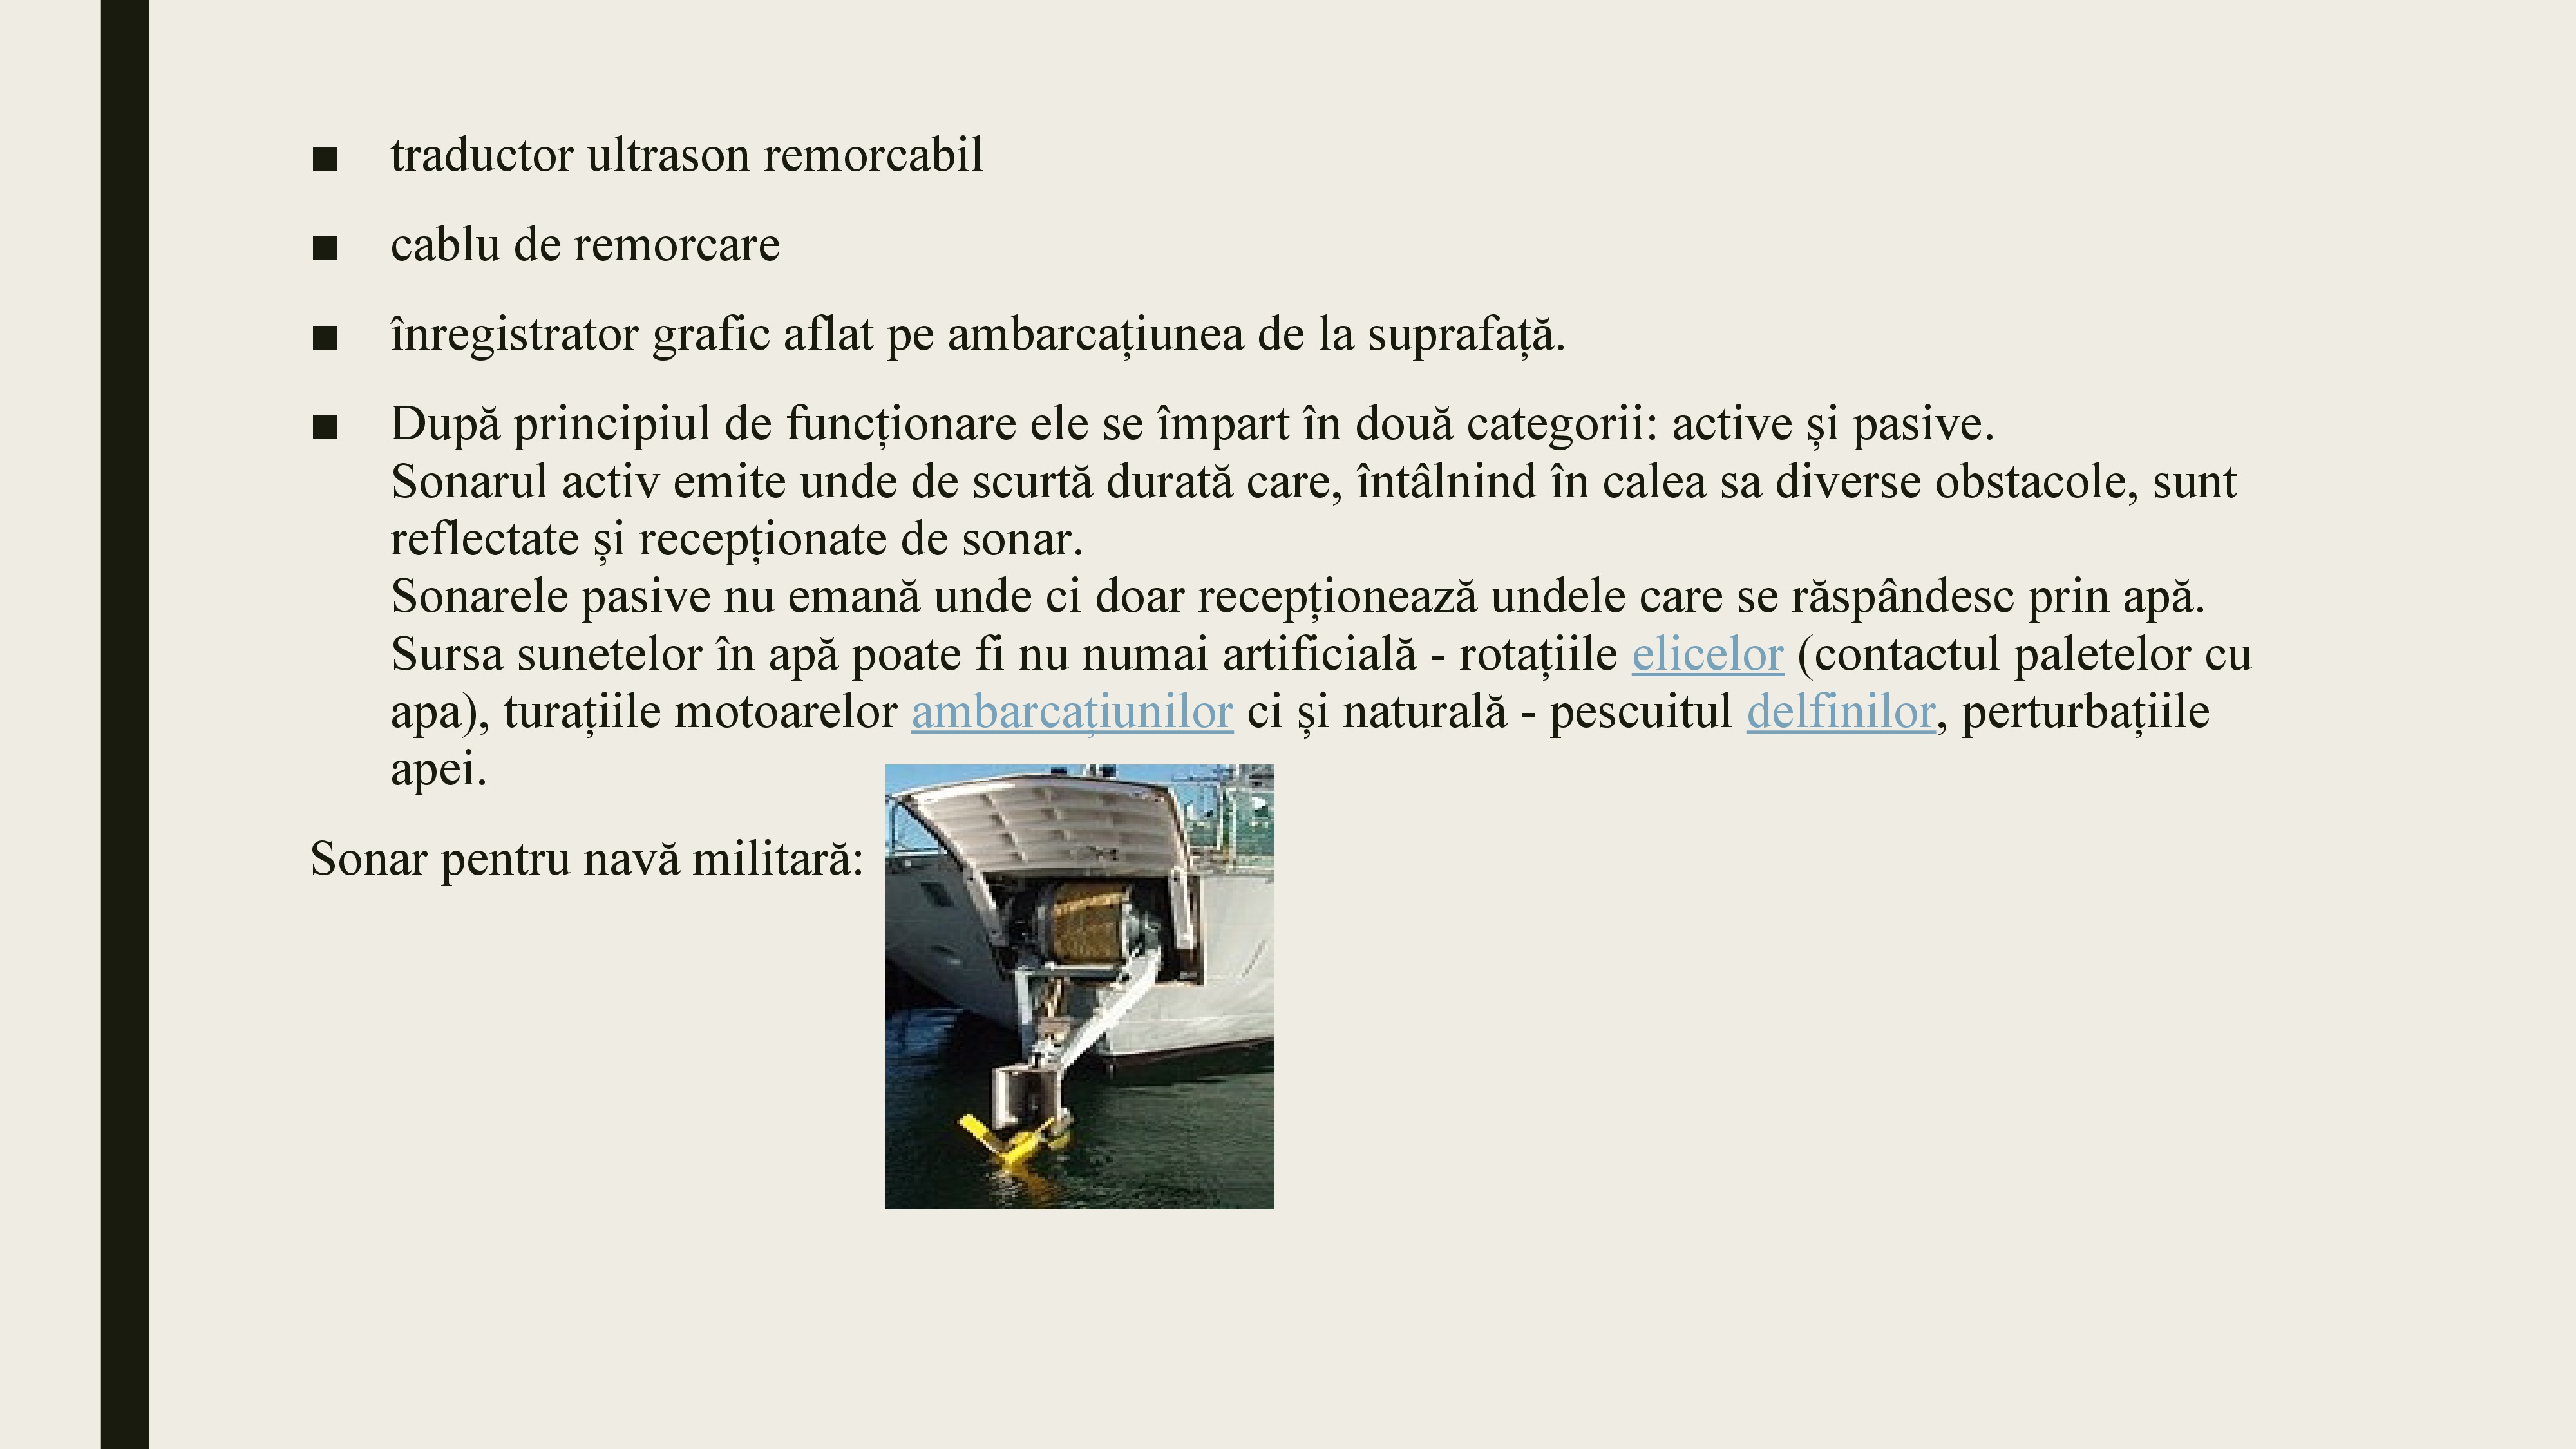 ■ traductor ultrason remorcabil
■ cablu de remorcare
■ înregistrator grafic aflat pe ambarcațiunea de la suprafață.
■ După principiul de funcționare ele se împart în două categorii: active și pasive.
Sonarul activ emite unde de scurtă durată care, întâlnind în calea sa diverse obstacole, sunt
reflectate și recepționate de sonar.
Sonarele pasive nu emană unde ci doar recepționează undele care se răspândesc prin apă.
Sursa sunetelor în apă poate fi nu numai artificială - rotațiile elicelor (contactul paletelor cu
apa), turațiile motoarelor ambarcațiunilor ci și naturală - pescuitul delfinilor, perturbațiile
apei.
Sonar pentru navă militară: